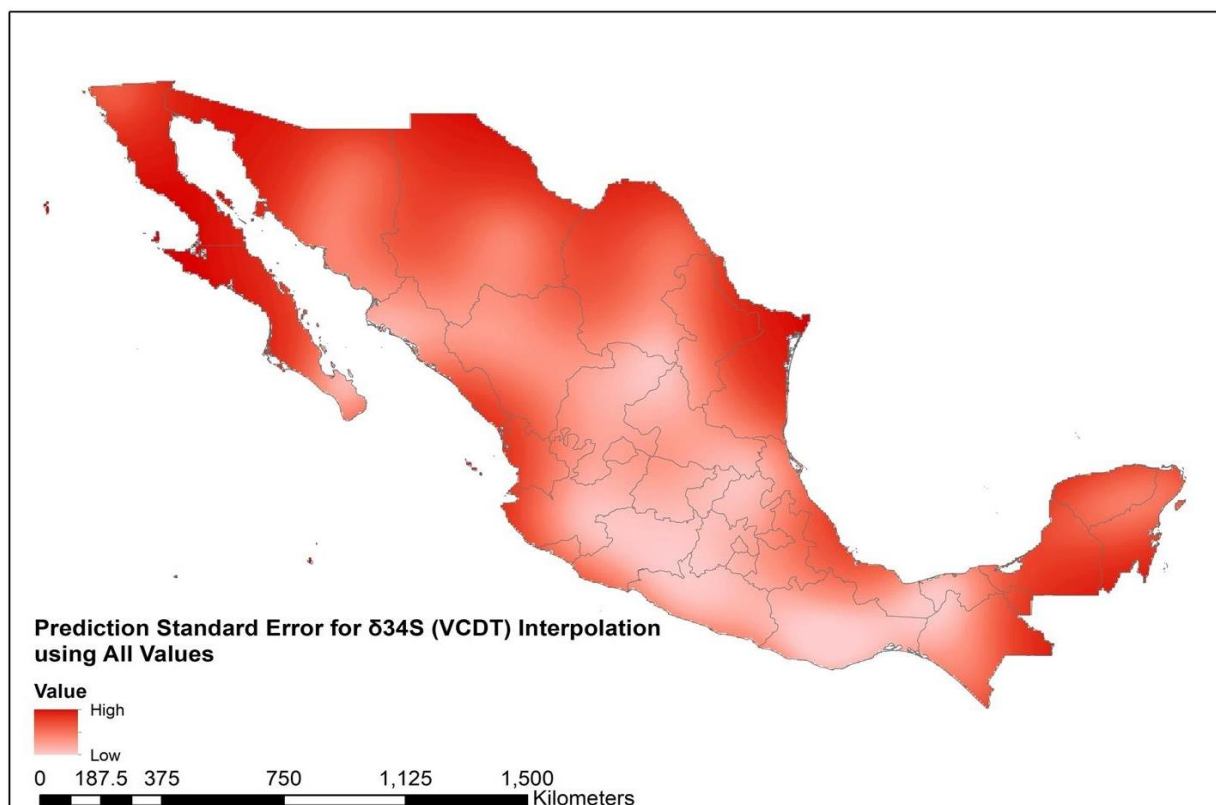 Prediction Standard Error for δ34S (VCDT) Interpolation
using All Values
Value
High
Low
0 187.5 375 750 1,125 1,500
Kilometers